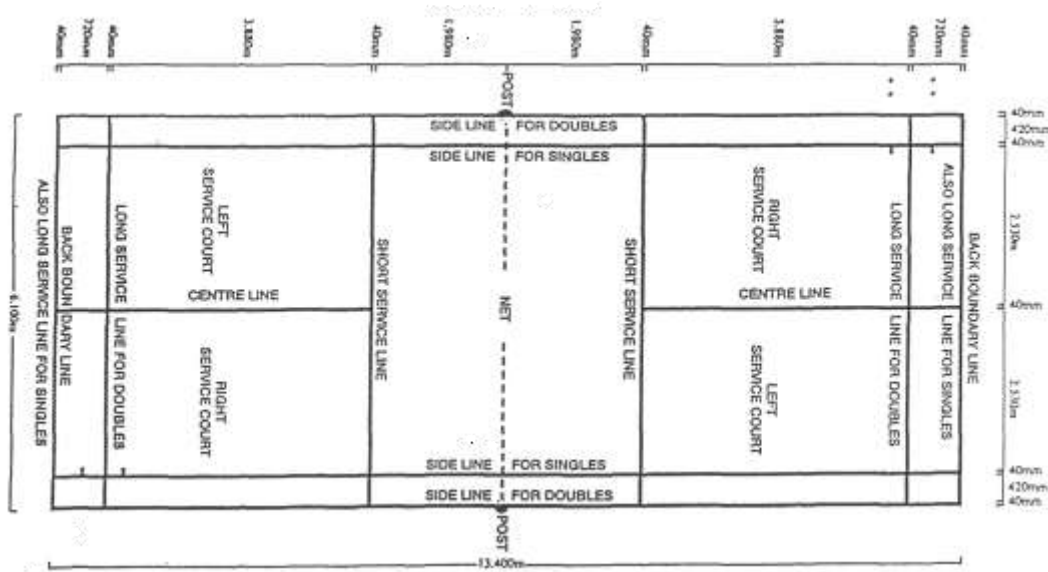 40mm
720mm
40mm
3.880m
40mm
1.980m
1.980m
40mm
3.880m
40mm
720mm
40mm
POST
40mm
420mm
40mm
2.530m
40mm
2.530m
40mm
420mm
40mm
SIDE LINE FOR DOUBLES
SIDE LINE FOR SINGLES
6.100m
ALSO LONG SERVICE LINE FOR SINGLES
BACK BOUNDARY LINE
LONG SERVICE LINE FOR DOUBLES
LEFT
SERVICE COURT
CENTRE LINE
RIGHT
SERVICE COURT
SHORT SERVICE LINE
NET
SHORT SERVICE LINE
RIGHT
SERVICE COURT
CENTRE LINE
LEFT
SERVICE COURT
LONG SERVICE LINE FOR DOUBLES
ALSO LONG SERVICE LINE FOR SINGLES
BACK BOUNDARY LINE
SIDE LINE FOR SINGLES
SIDE LINE FOR DOUBLES
POST
13.400m